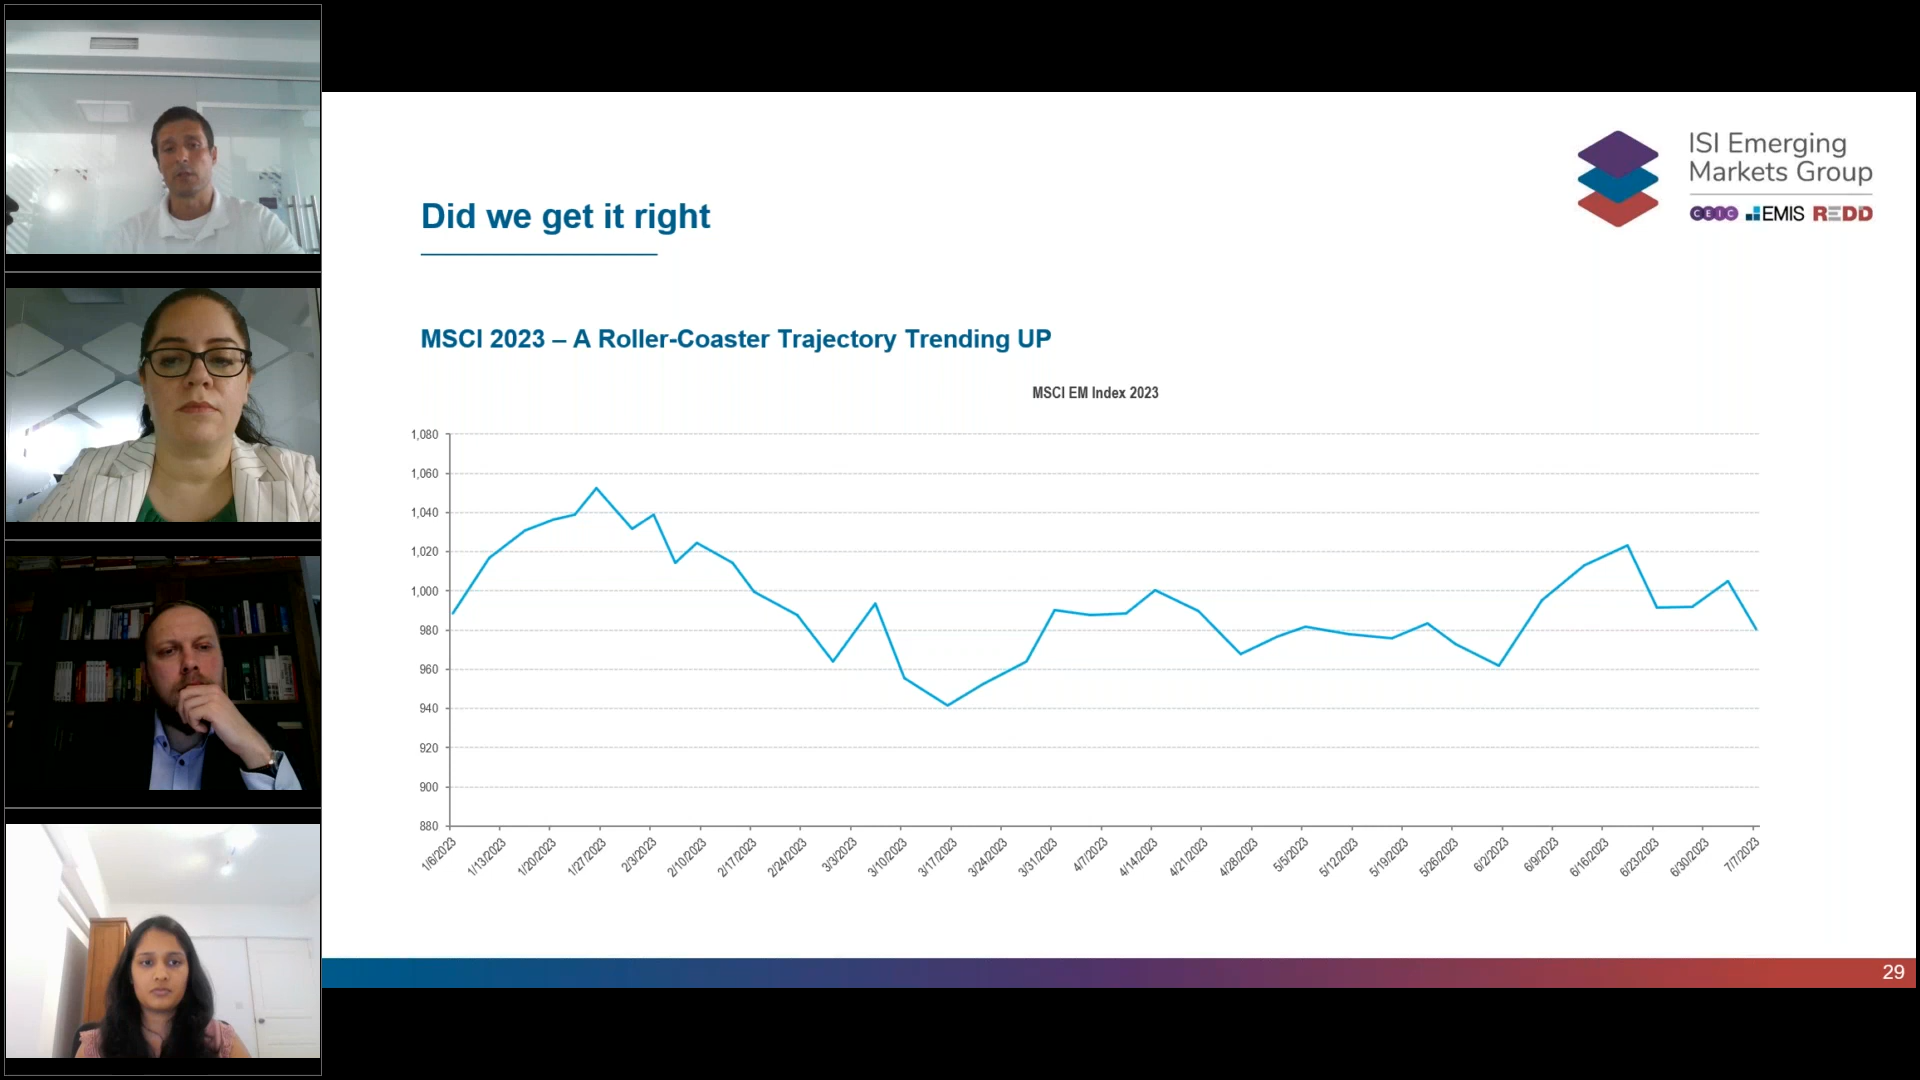 ISI Emerging
Markets Group
CEIC EMIS REDD
Did we get it right
MSCI 2023 – A Roller-Coaster Trajectory Trending UP
MSCI EM Index 2023
1,080
1,060
1,040
1,020
1,000
980
960
940
920
900
880
1/6/2023 1/13/2023 1/20/2023 1/27/2023 2/3/2023 2/10/2023 2/17/2023 2/24/2023 3/3/2023 3/10/2023 3/17/2023 3/24/2023 3/31/2023 4/7/2023 4/14/2023 4/21/2023 4/28/2023 5/5/2023 5/12/2023 5/19/2023 5/26/2023 6/2/2023 6/9/2023 6/16/2023 6/23/2023 6/30/2023 7/7/2023
29